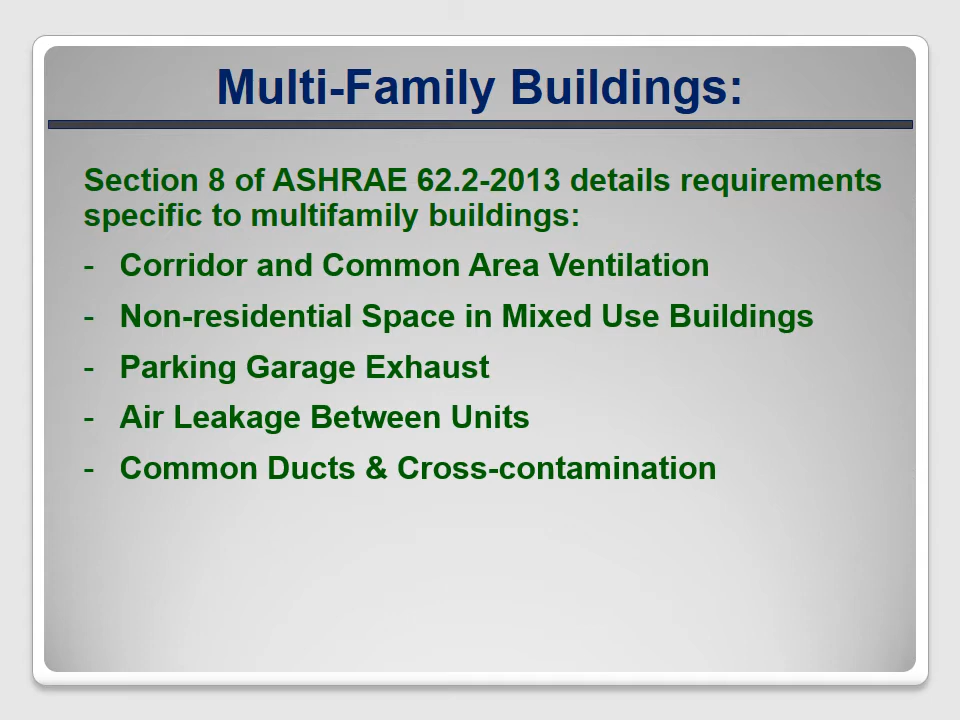 Multi-Family Buildings:
Section 8 of ASHRAE 62.2-2013 details requirements
specific to multifamily buildings:
- Corridor and Common Area Ventilation
- Non-residential Space in Mixed Use Buildings
- Parking Garage Exhaust
- Air Leakage Between Units
- Common Ducts & Cross-contamination